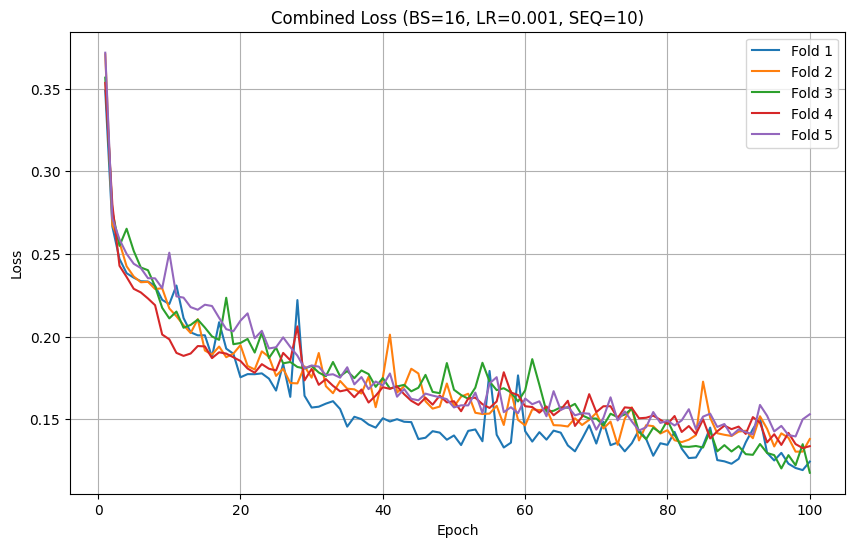 Combined Loss (BS=16, LR=0.001, SEQ=10)
Fold 1
Fold 2
Fold 3
Fold 4
Fold 5
0.35
0.30
0.25
0.20
0.15
Loss
0 20 40 60 80 100
Epoch